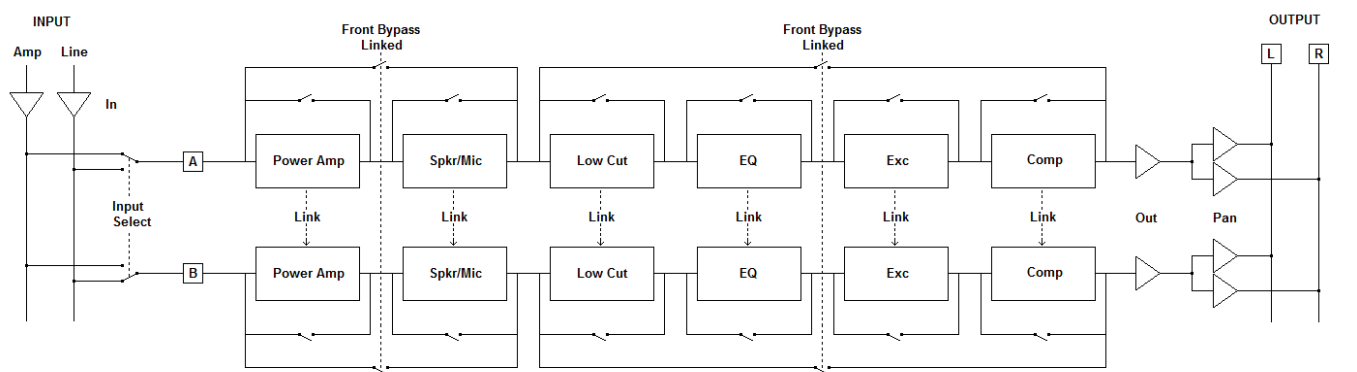 INPUT
OUTPUT
Front Bypass
Linked
Front Bypass
Linked
Amp
Line
L
R
In
A
Power Amp
Spkr/Mic
Low Cut
EQ
Exc
Comp
Input
Select
Link
Link
Link
Link
Link
Link
Out
Pan
B
Power Amp
Spkr/Mic
Low Cut
EQ
Exc
Comp